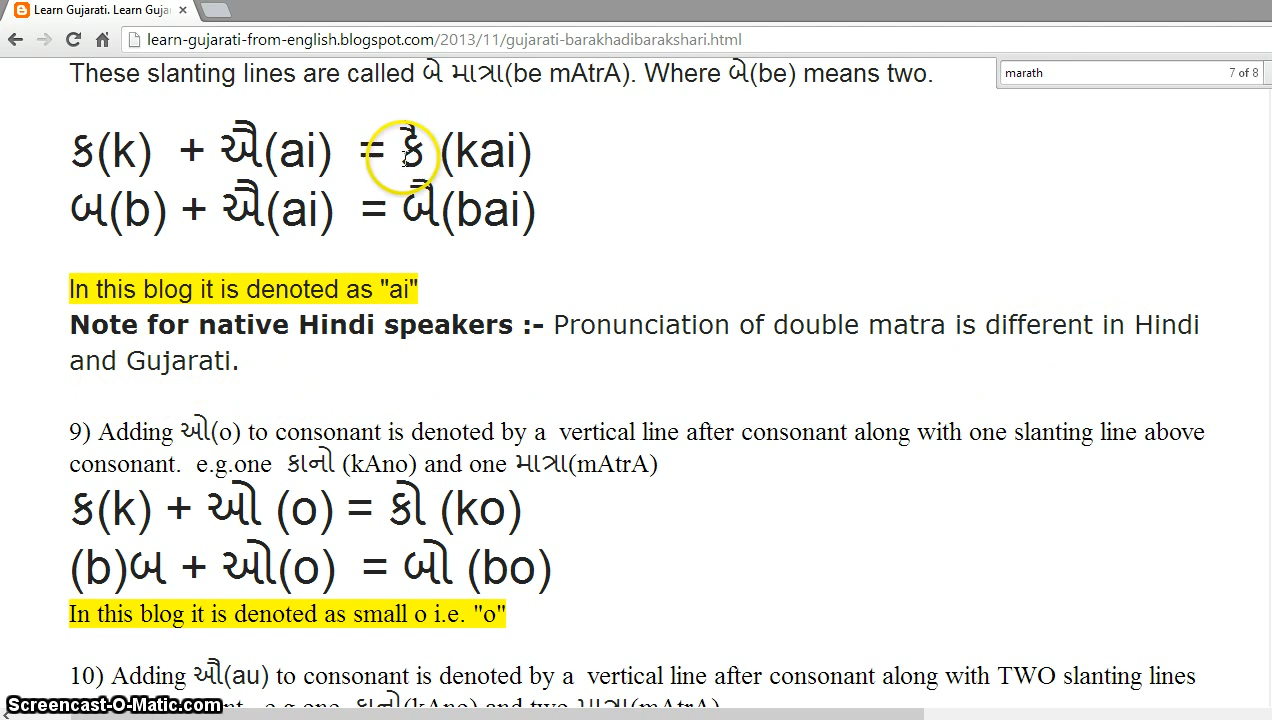 Learn Gujarati. Learn Guja
learn-gujarati-from-english.blogspot.com/2013/11/gujarati-barakhadibarakshari.html
marath 7 of 8
These slanting lines are called બે માત્રા(be mAtrA). Where બે(be) means two.
ક(k) + ઐ(ai) = કૈ (kai)
બ(b) + ઐ(ai) = બૈ(bai)
In this blog it is denoted as "ai"
Note for native Hindi speakers :- Pronunciation of double matra is different in Hindi
and Gujarati.
9) Adding ઓ(o) to consonant is denoted by a vertical line after consonant along with one slanting line above
consonant. e.g.one કાનો (kAno) and one માત્રા(mAtrA)
ક(k) + ઓ (o) = કો (ko)
(b)બ + ઓ(o) = બો (bo)
In this blog it is denoted as small o i.e. "o"
10) Adding ઔ(au) to consonant is denoted by a vertical line after consonant along with TWO slanting lines
e.g.one કાનો(kAno) and two માત્રા(mAtrA)
Screencast-O-Matic.com